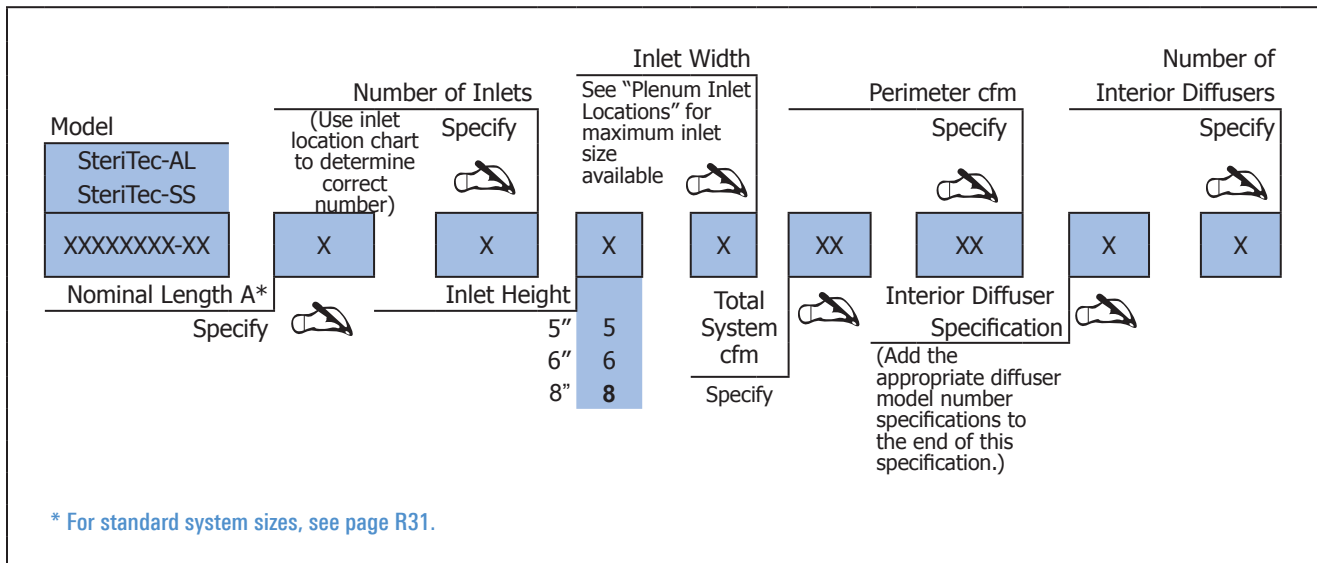 Model
SteriTec-AL
SteriTec-SS
XXXXXXXX-XX
Nominal Length A*
Specify
X
Number of Inlets
(Use inlet
location chart
to determine
correct
number)
Specify
X
Inlet Height
5″ 5
6″ 6
8” 8
X
Inlet Width
See “Plenum Inlet
Locations” for
maximum inlet
size
available
X
Total
System
cfm
Specify
XX
Perimeter cfm
Specify
XX
Interior Diffuser
Specification
(Add the
appropriate diffuser
model number
specifications to
the end of this
specification.)
X
Number of
Interior Diffusers
Specify
X
* For standard system sizes, see page R31.